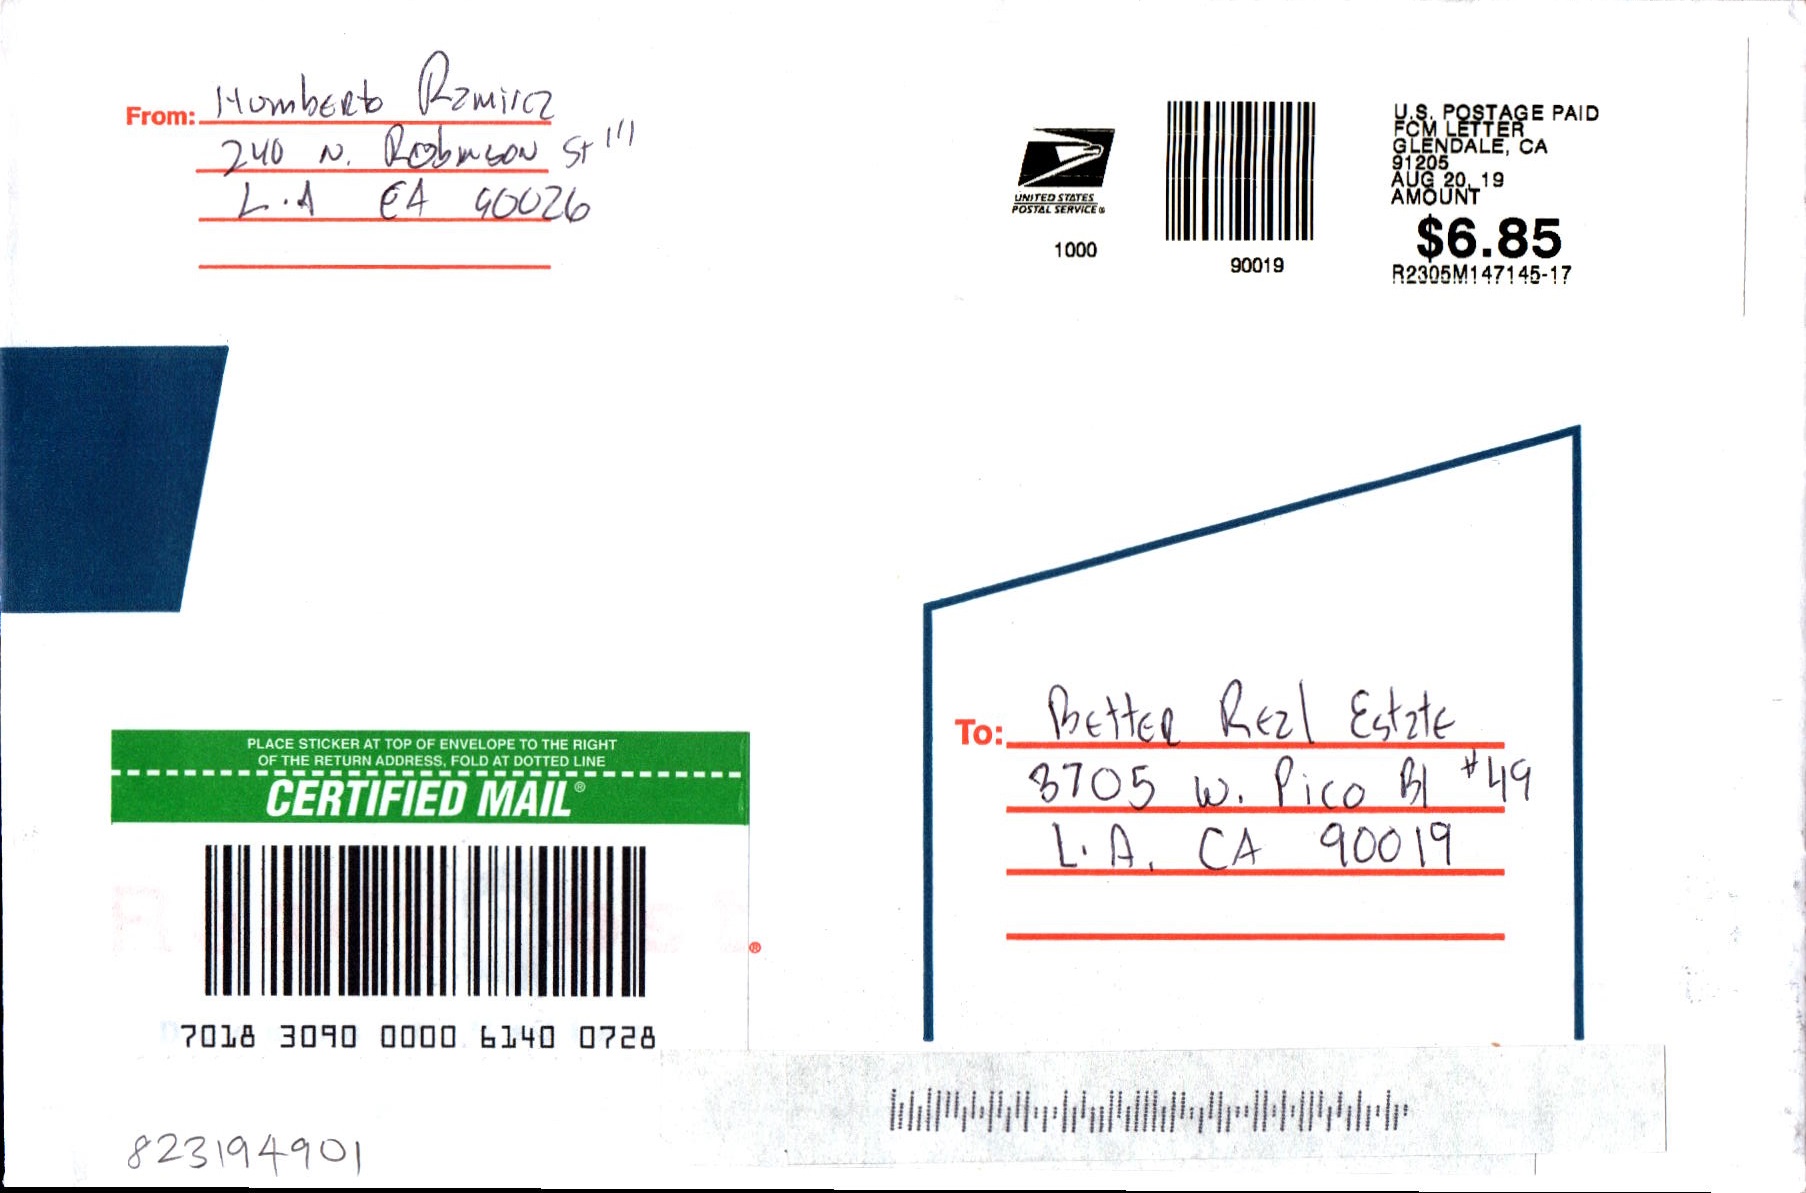 From: Humberto Ramirez
240 N. Robinson St 111
L.A CA 90026
UNITED STATES
POSTAL SERVICE®
1000
90019
U.S. POSTAGE PAID
FCM LETTER
GLENDALE, CA
91205
AUG 20, 19
AMOUNT
$6.85
R2305M147145-17
PLACE STICKER AT TOP OF ENVELOPE TO THE RIGHT
OF THE RETURN ADDRESS, FOLD AT DOTTED LINE
CERTIFIED MAIL®
7018 3090 0000 6140 0728
®
To: Better Real Estate
3705 W. Pico Bl #49
L.A. CA 90019
823194901